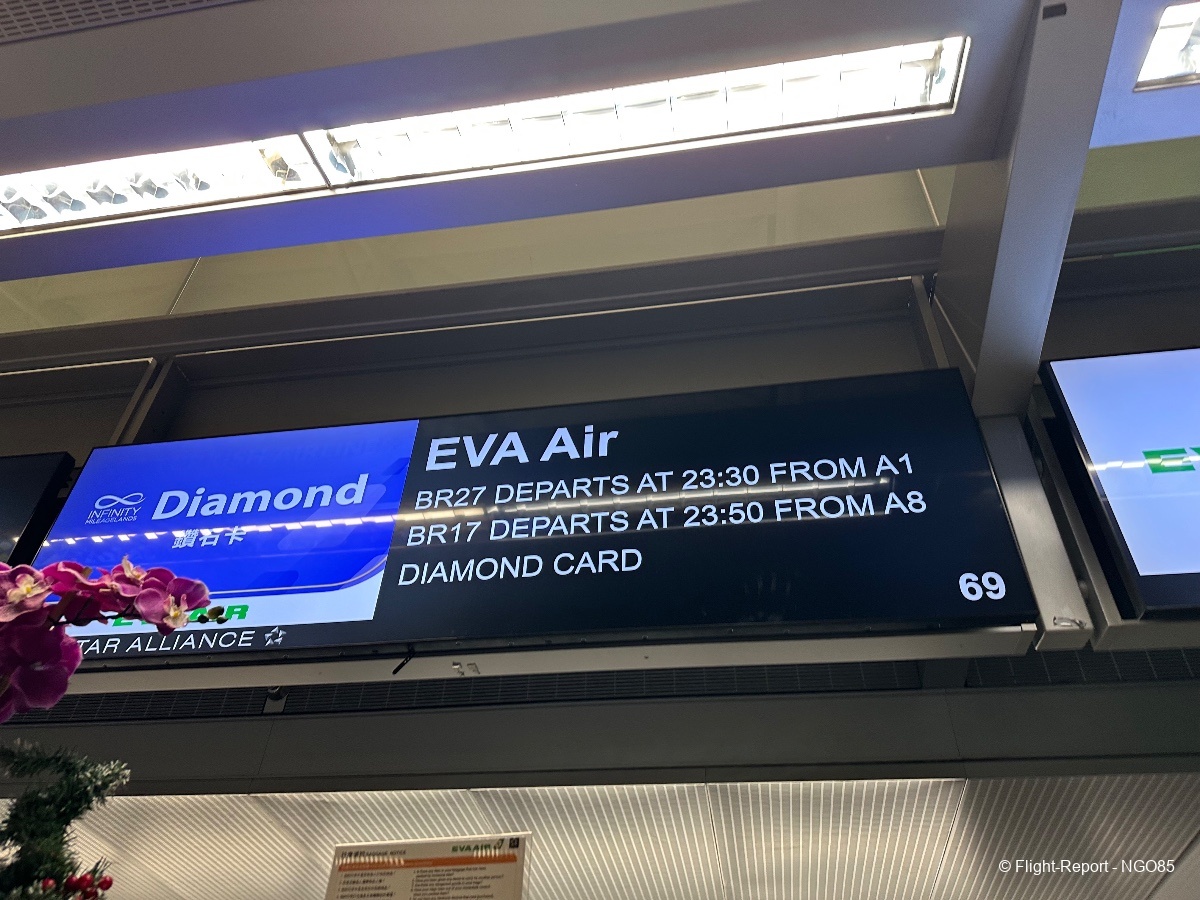 EVA Air
BR27 DEPARTS AT 23:30 FROM A1
BR17 DEPARTS AT 23:50 FROM A8
DIAMOND CARD
69
INFINITY
MILEAGELANDS
Diamond
鑽石卡
TAR ALLIANCE
EVA AIR
© Flight-Report - NGO85